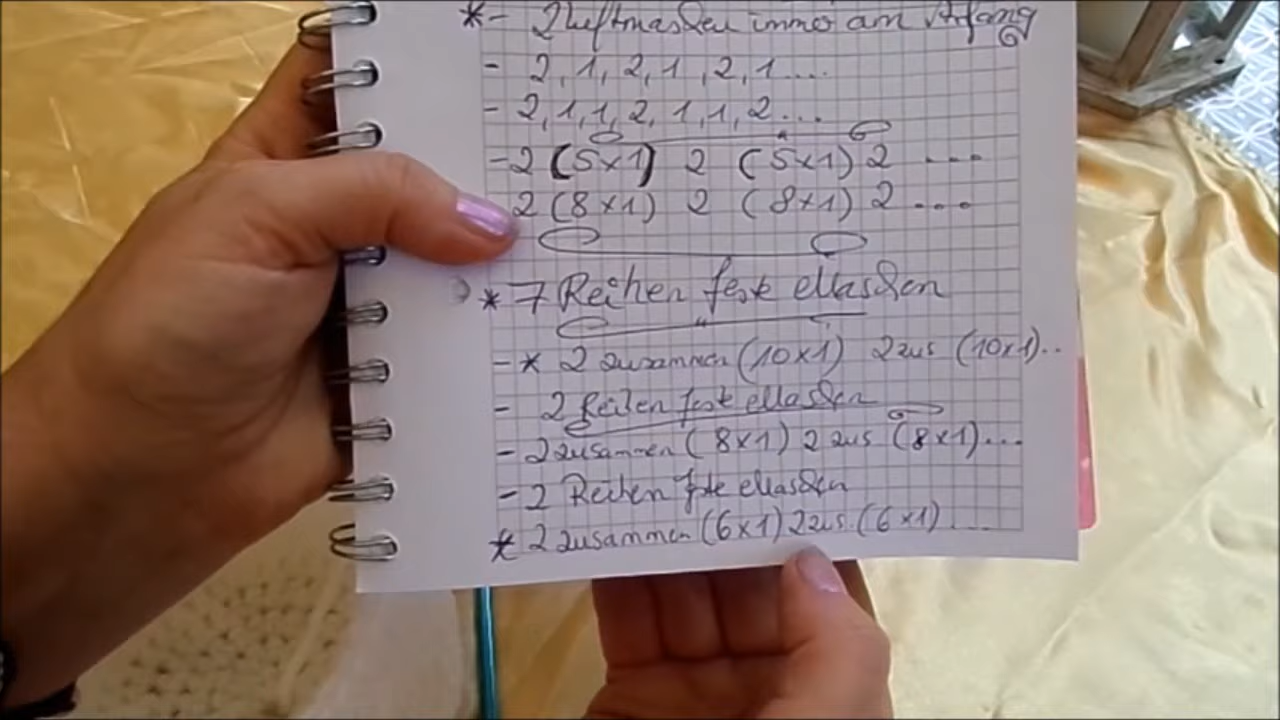 *- 2 Luftmaschen immer am Anfang
- 2, 1, 2, 1, 2, 1....
- 2, 1, 1, 2, 1, 1, 2...
-2 (5x1) 2 (5x1) 2 ...
2 (8x1) 2 (8x1) 2 ...
* 7 Reihen feste Maschen
-* 2 zusammen (10x1) 2 zus (10x1)..
- 2 Reihen feste Maschen
- 2 zusammen (8x1) 2 zus (8x1)...
- 2 Reihen feste Maschen
* 2 zusammen (6x1) 2 zus. (6x1)....